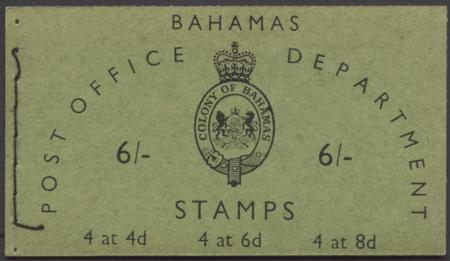 BAHAMAS
POST OFFICE DEPARTMENT
COLONY OF BAHAMAS
6/- 6/-
STAMPS
4 at 4d 4 at 6d 4 at 8d